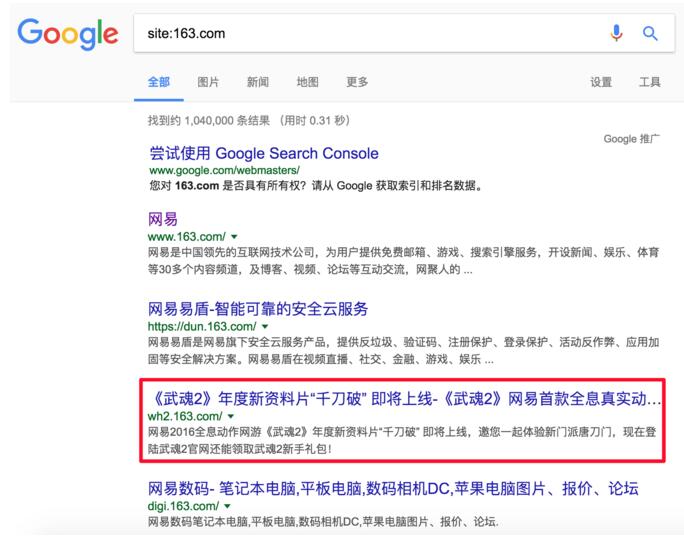 Google
site:163.com
全部 图片 新闻 地图 更多 设置 工具
找到约 1,040,000 条结果 （用时 0.31 秒）
Google 推广
尝试使用 Google Search Console
www.google.com/webmasters/
您对 163.com 是否具有所有权？请从 Google 获取索引和排名数据。
网易
www.163.com/
网易是中国领先的互联网技术公司，为用户提供免费邮箱、游戏、搜索引擎服务，开设新闻、娱乐、体育
等30多个内容频道，及博客、视频、论坛等互动交流，网聚人的 ...
网易易盾-智能可靠的安全云服务
https://dun.163.com/
网易易盾是网易旗下安全云服务产品，提供反垃圾、验证码、注册保护、登录保护、活动反作弊、应用加
固等安全解决方案。网易易盾在视频直播、社交、金融、游戏、娱乐 ...
《武魂2》年度新资料片“千刀破” 即将上线-《武魂2》网易首款全息真实动...
wh2.163.com/
网易2016全息动作网游《武魂2》年度新资料片“千刀破” 即将上线，邀您一起体验新门派唐刀门，现在登
陆武魂2官网还能领取武魂2新手礼包！
网易数码- 笔记本电脑,平板电脑,数码相机DC,苹果电脑图片、报价、论坛
digi.163.com/
网易数码笔记本电脑,平板电脑,数码相机DC,苹果电脑图片、报价、论坛.